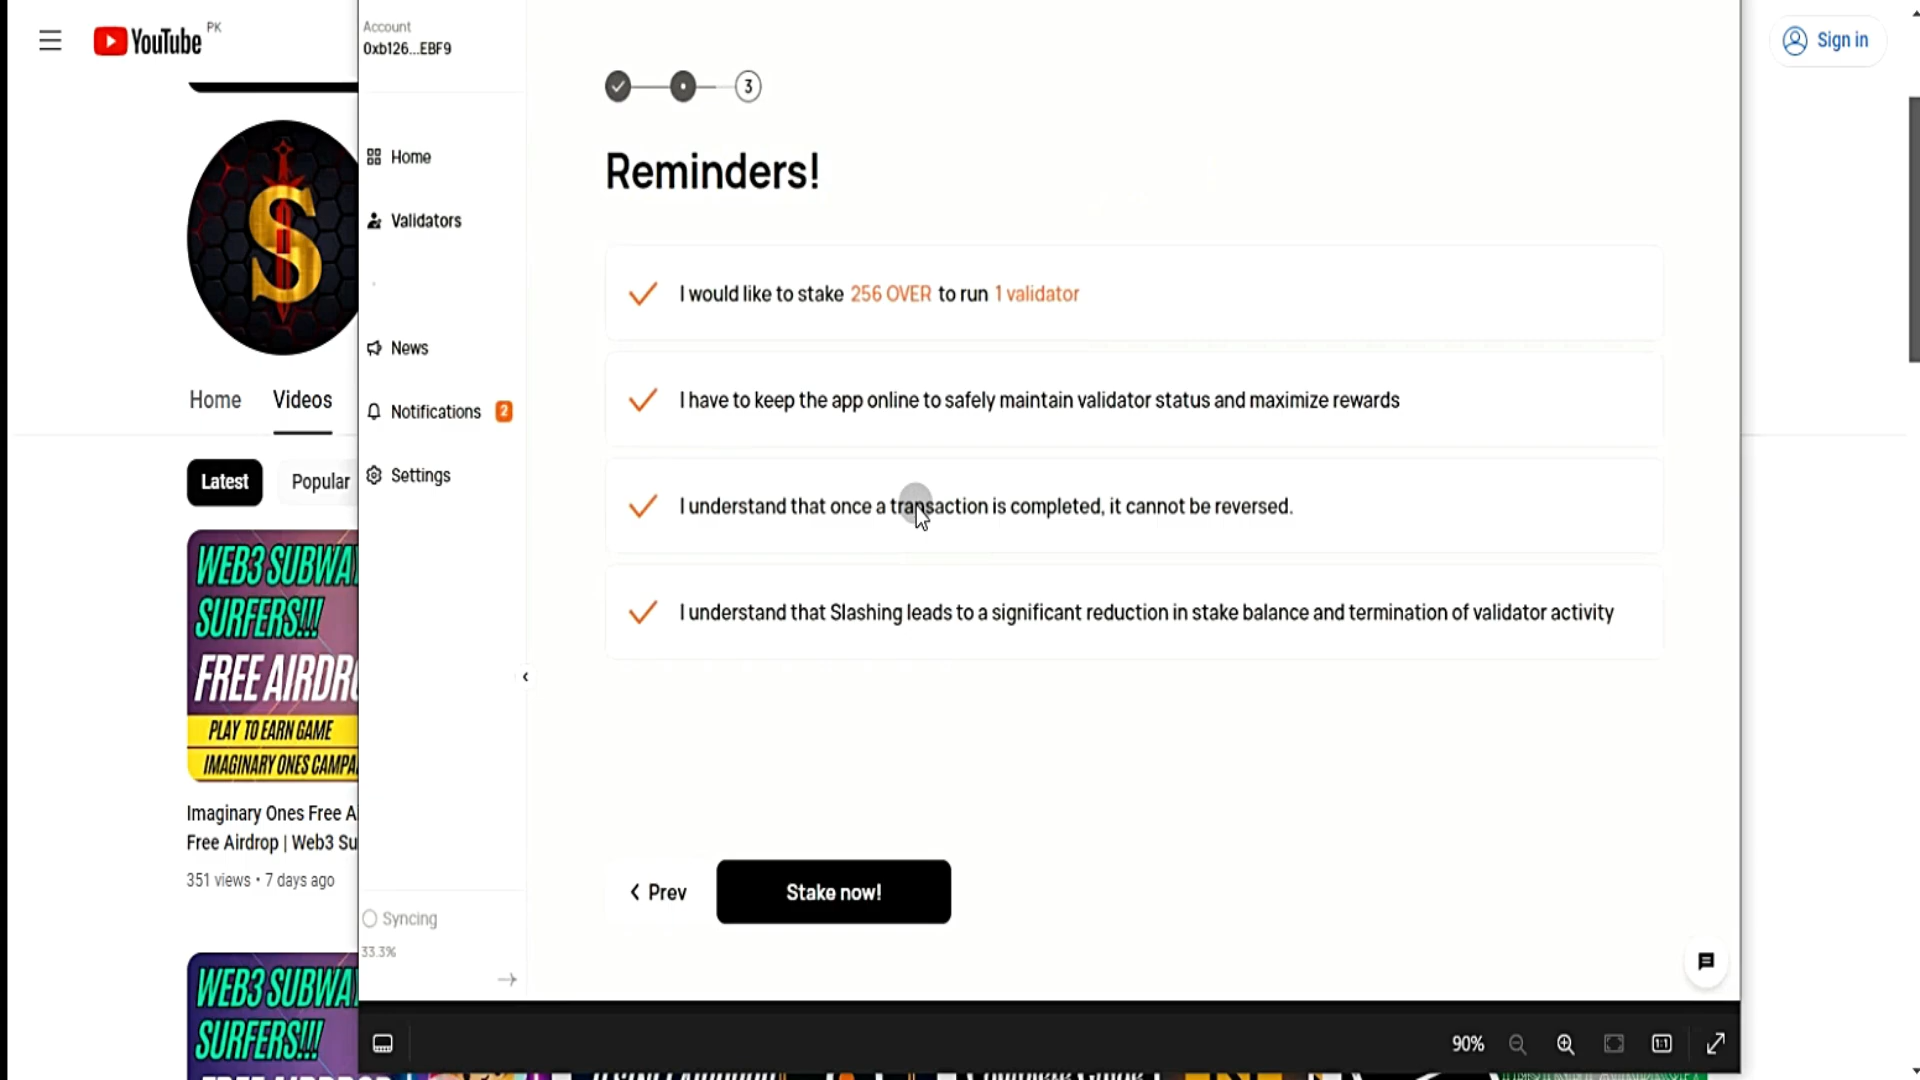 YouTube PK
Sign in
Account
0xb126...EBF9
3
Home
Validators
News
Notifications 2
Settings
Reminders!
I would like to stake 256 OVER to run 1 validator
I have to keep the app online to safely maintain validator status and maximize rewards
I understand that once a transaction is completed, it cannot be reversed.
I understand that Slashing leads to a significant reduction in stake balance and termination of validator activity
Prev
Stake now!
Syncing
33.3%
S
Home
Videos
Latest
Popular
WEB3 SUBWA
SURFERS!!!
FREE AIRDRO
PLAY TO EARN GAME
IMAGINARY ONES CAMPA
Imaginary Ones Free A
Free Airdrop | Web3 Su
351 views • 7 days ago
WEB3 SUBWA
SURFERS!!!
90%
1:1